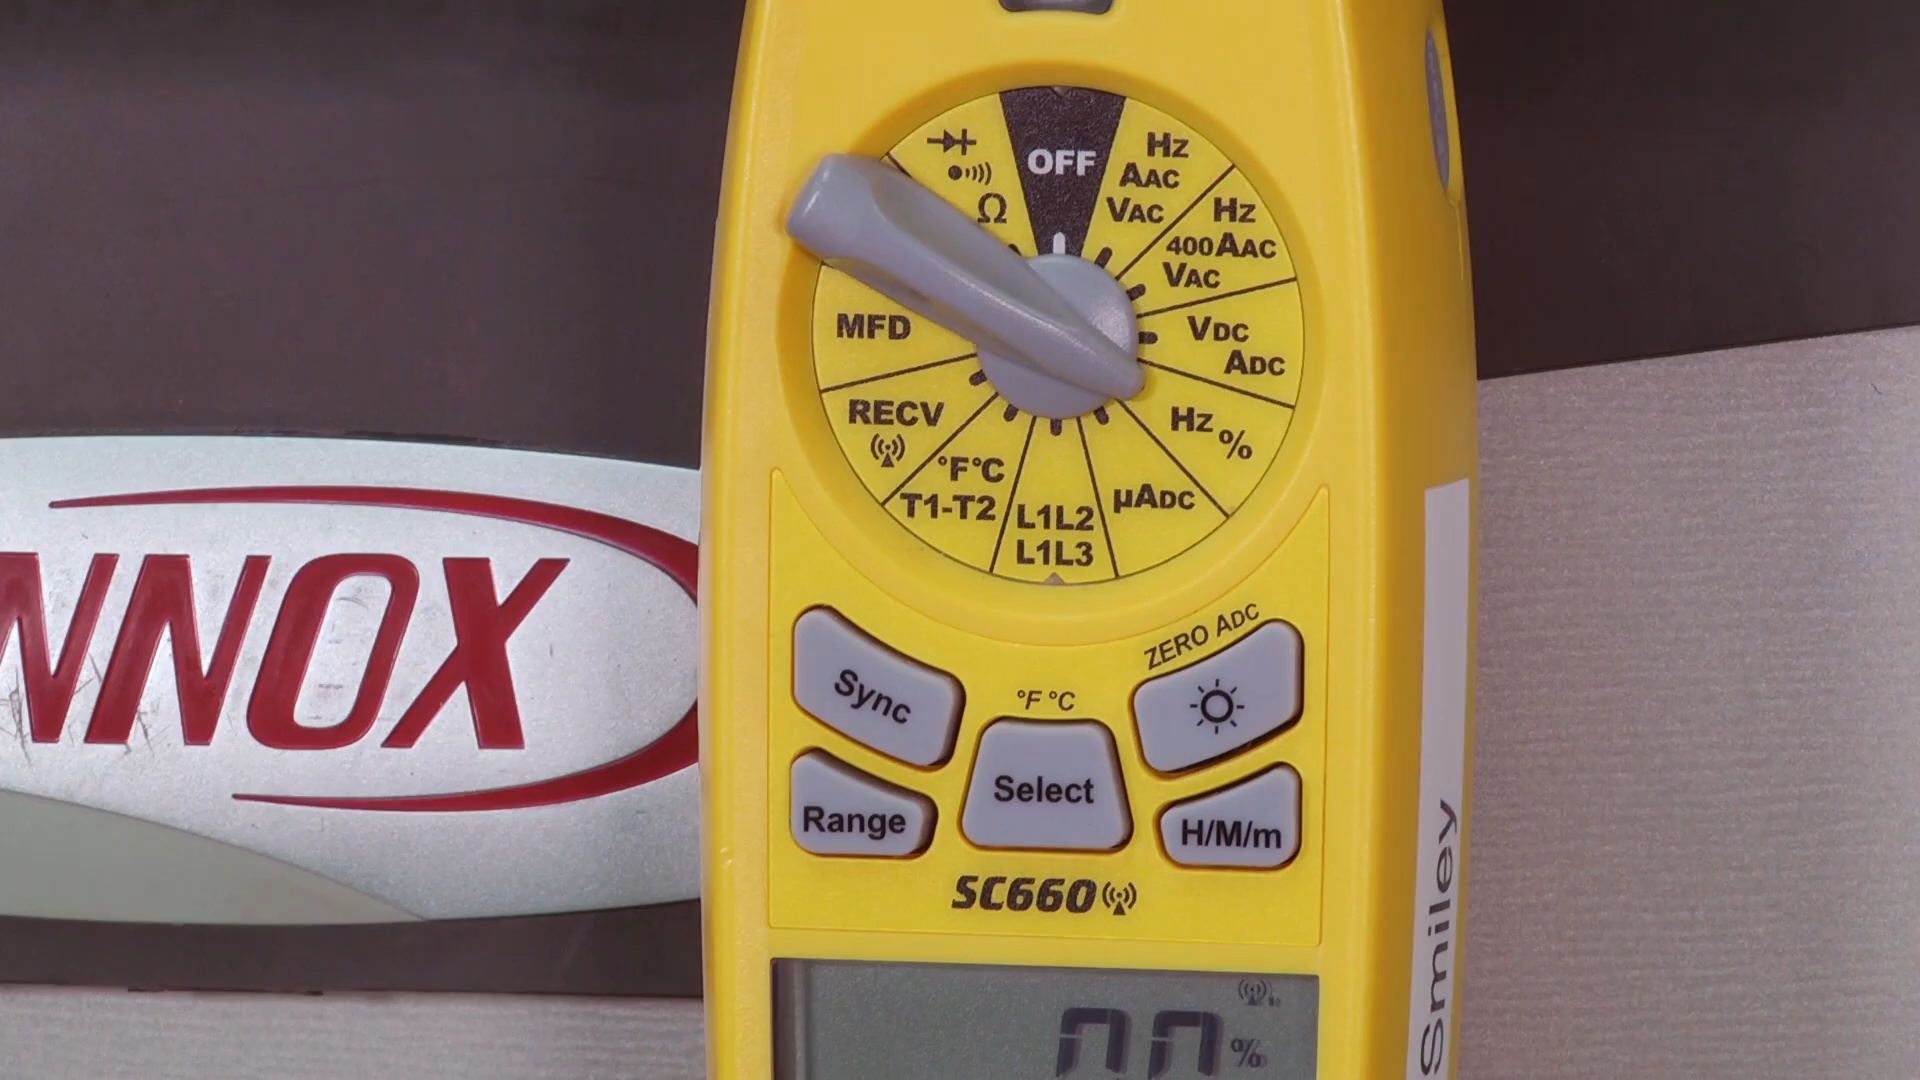 OFF
Hz
AAC
VAC
Hz
400AAC
VAC
VDC
ADC
Hz %
µADC
L1L2
L1L3
°F°C
T1-T2
RECV
MFD
Ω
NNOX
Sync
ZERO ADC
°F °C
Select
Range
H/M/m
SC660
%
Smiley